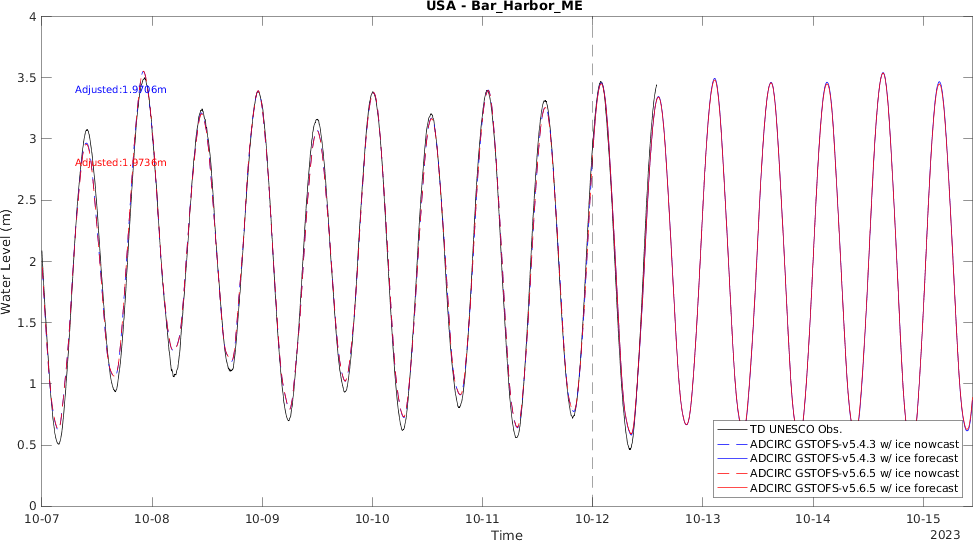 USA - Bar_Harbor_ME
4
3.5
3
2.5
2
1.5
1
0.5
0
Water Level (m)
Adjusted:1.9706m
Adjusted:1.9736m
TD UNESCO Obs.
ADCIRC GSTOFS-v5.4.3 w/ ice nowcast
ADCIRC GSTOFS-v5.4.3 w/ ice forecast
ADCIRC GSTOFS-v5.6.5 w/ ice nowcast
ADCIRC GSTOFS-v5.6.5 w/ ice forecast
10-07 10-08 10-09 10-10 10-11 10-12 10-13 10-14 10-15
Time
2023